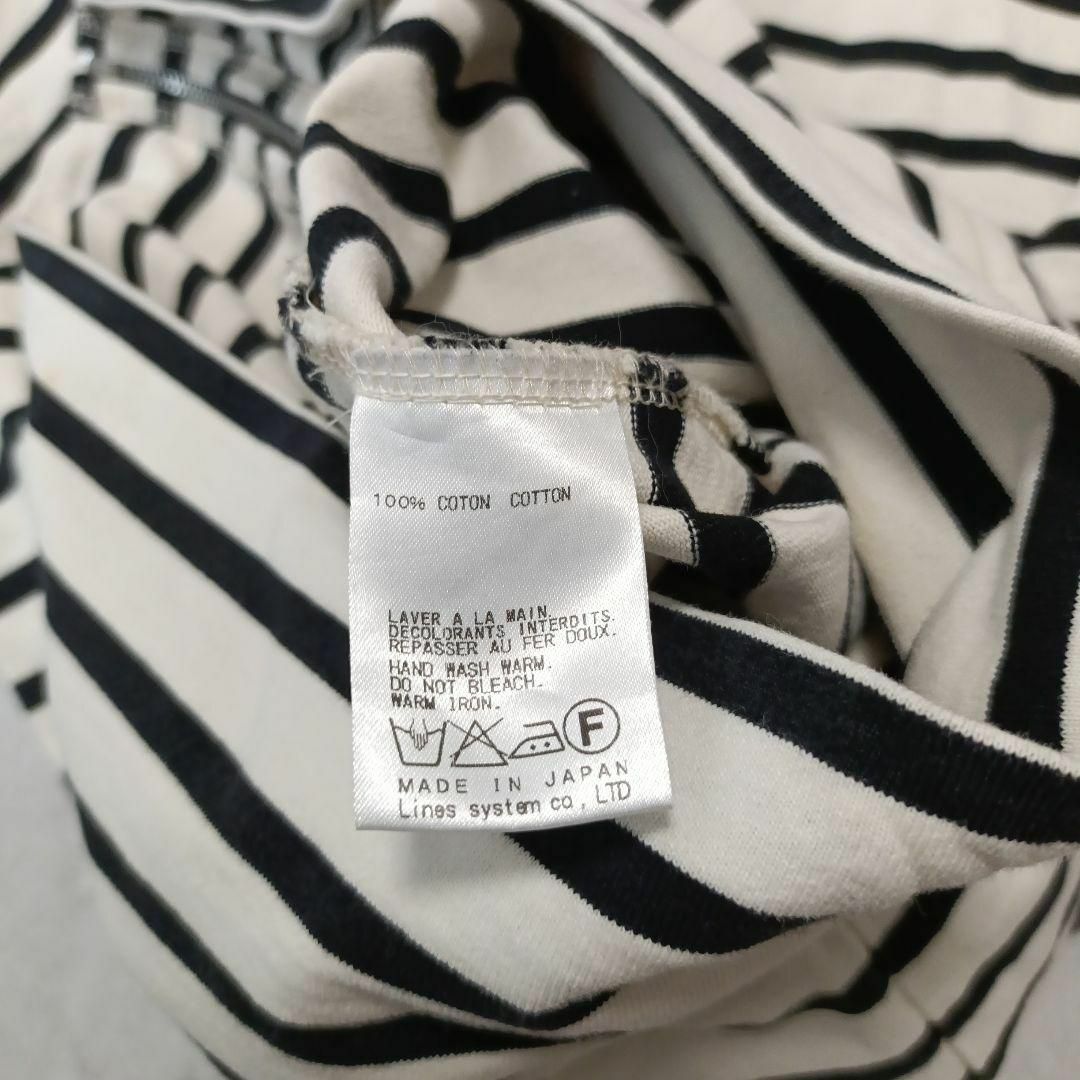 100% COTON COTTON
LAVER A LA MAIN.
DECOLORANTS INTERDITS.
REPASSER AU FER DOUX.
HAND WASH WARM.
DO NOT BLEACH.
WARM IRON.
F
MADE IN JAPAN
Lines system co, LTD